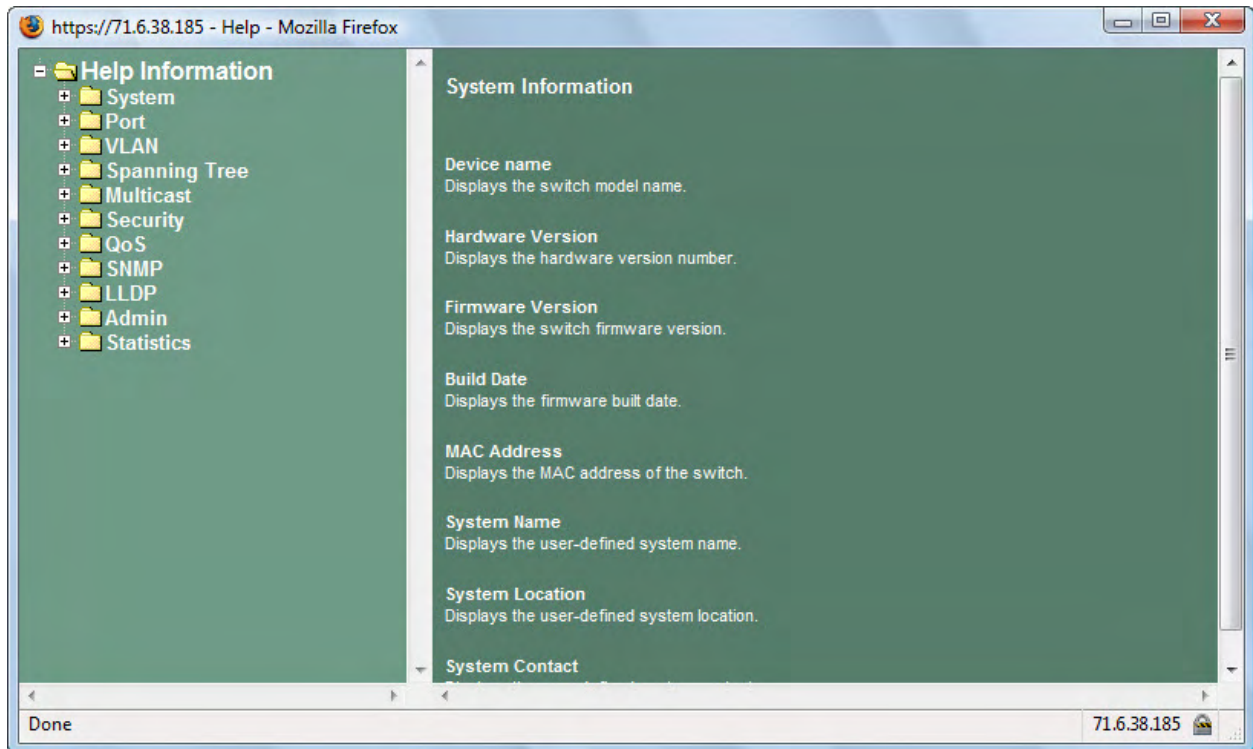 https://71.6.38.185 - Help - Mozilla Firefox
Help Information
System
Port
VLAN
Spanning Tree
Multicast
Security
QoS
SNMP
LLDP
Admin
Statistics
System Information
Device name
Displays the switch model name.
Hardware Version
Displays the hardware version number.
Firmware Version
Displays the switch firmware version.
Build Date
Displays the firmware built date.
MAC Address
Displays the MAC address of the switch.
System Name
Displays the user-defined system name.
System Location
Displays the user-defined system location.
System Contact
Done
71.6.38.185